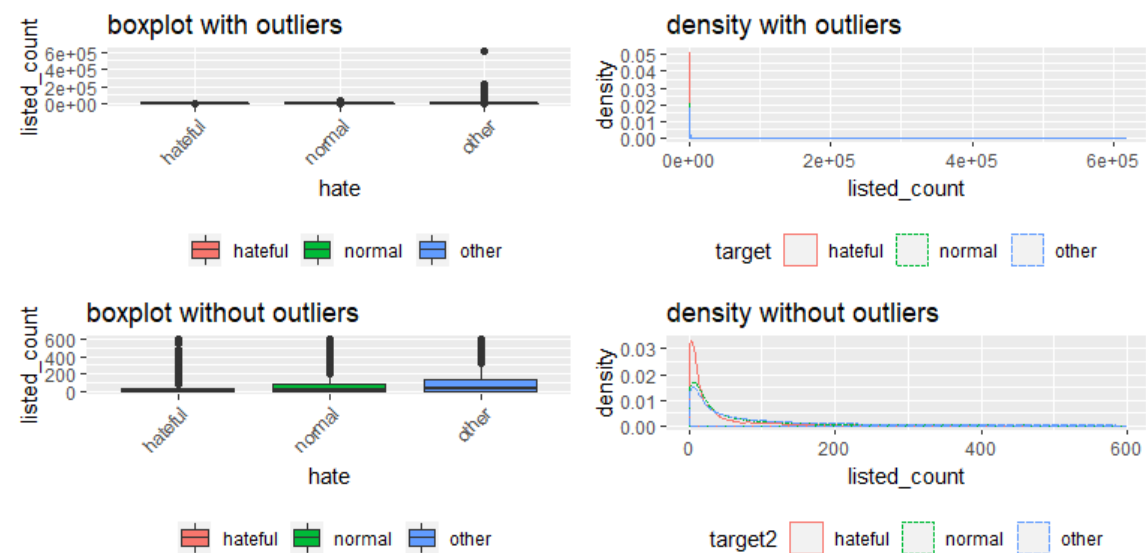 boxplot with outliers
listed_count
6e+05
4e+05
2e+05
0e+00
hateful
normal
other
hate
hateful normal other
density with outliers
density
0.05
0.04
0.03
0.02
0.01
0.00
0e+00 2e+05 4e+05 6e+05
listed_count
target hateful normal other
boxplot without outliers
listed_count
600
400
200
0
hateful
normal
other
hate
hateful normal other
density without outliers
density
0.03
0.02
0.01
0.00
0 200 400 600
listed_count
target2 hateful normal other